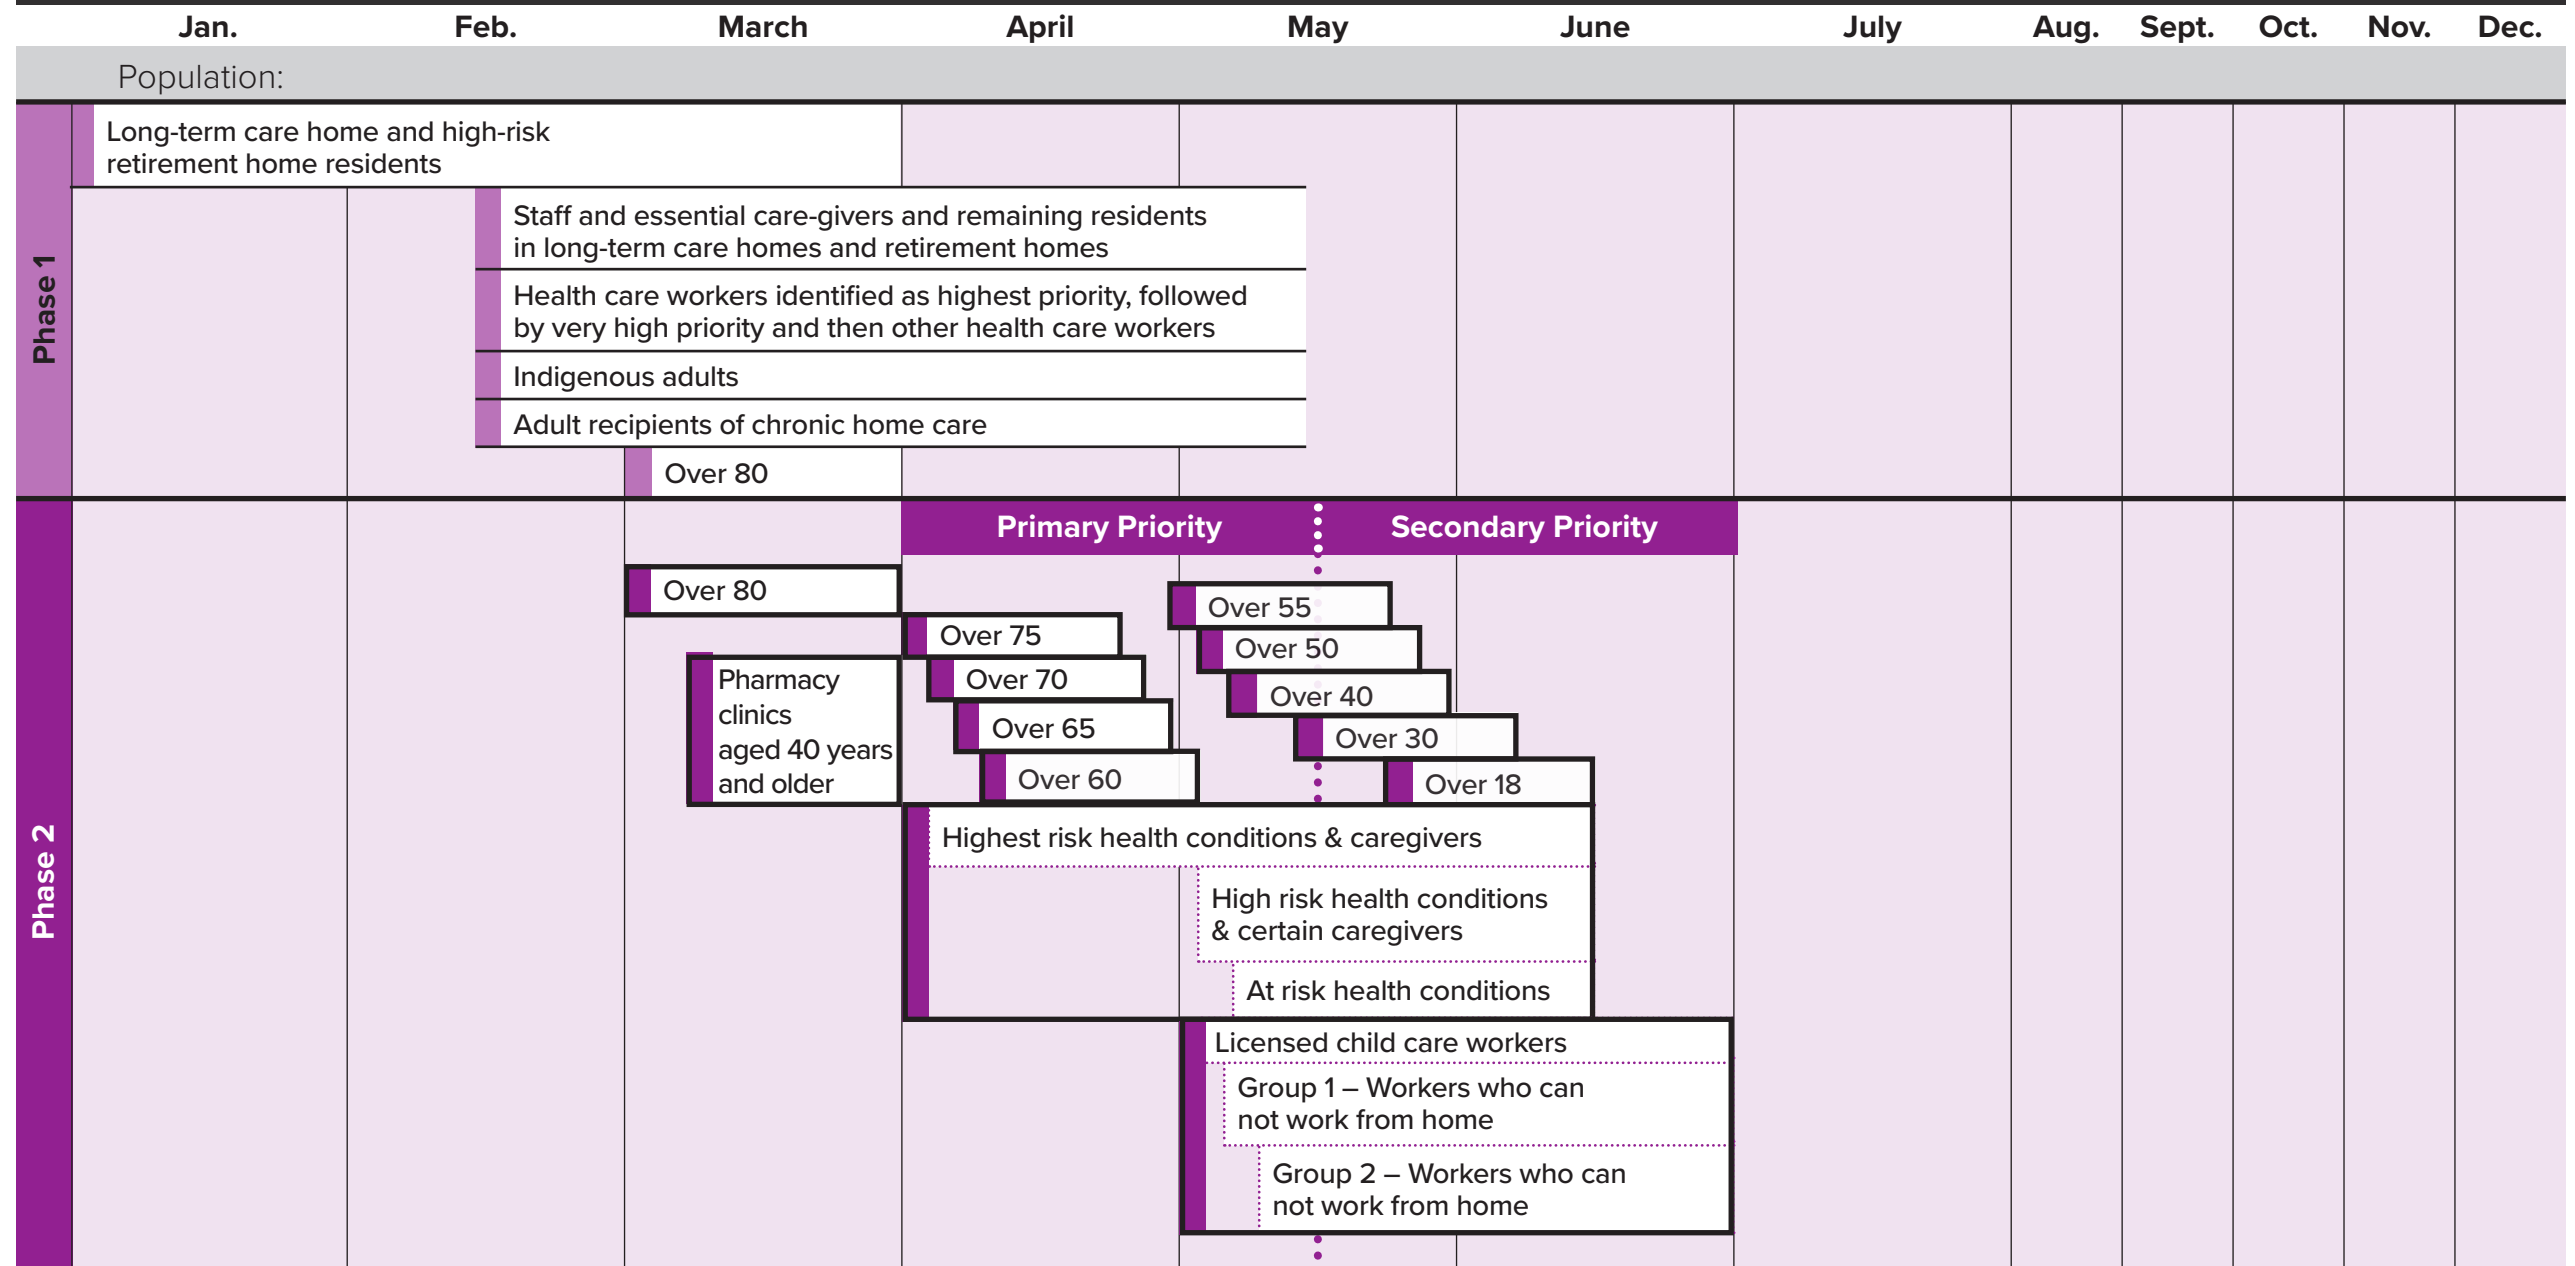 Jan. Feb. March April May June July Aug. Sept. Oct. Nov. Dec.
Population:
Phase 1
Long-term care home and high-risk
retirement home residents
Staff and essential care-givers and remaining residents
in long-term care homes and retirement homes
Health care workers identified as highest priority, followed
by very high priority and then other health care workers
Indigenous adults
Adult recipients of chronic home care
Over 80
Phase 2
Primary Priority
Secondary Priority
Over 80
Over 75
Over 70
Over 65
Over 60
Pharmacy
clinics
aged 40 years
and older
Over 55
Over 50
Over 40
Over 30
Over 18
Highest risk health conditions & caregivers
High risk health conditions
& certain caregivers
At risk health conditions
Licensed child care workers
Group 1 – Workers who can
not work from home
Group 2 – Workers who can
not work from home